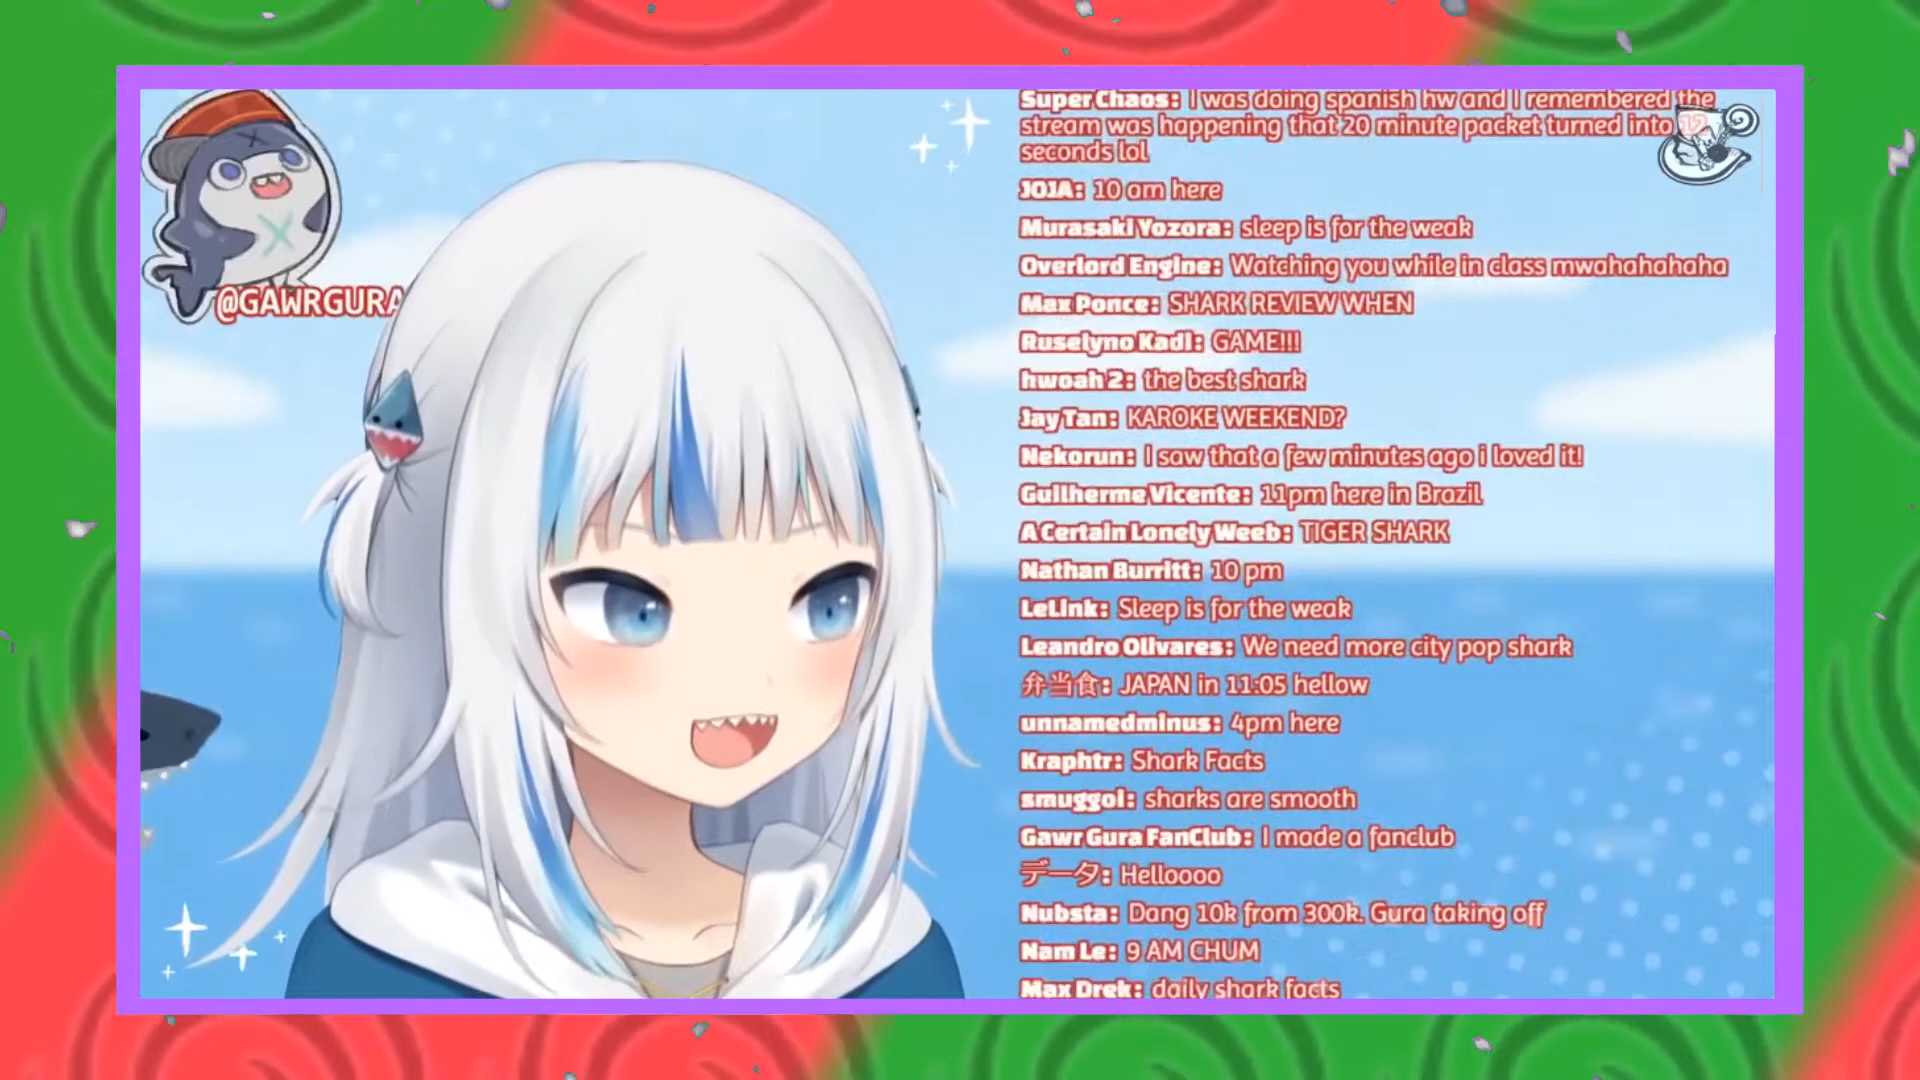 @GAWRGURA
Super Chaos: I was doing spanish hw and I remembered the
stream was happening that 20 minute packet turned into 12
seconds lol
JOJA: 10 am here
Murasaki Yozora: sleep is for the weak
Overlord Engine: Watching you while in class mwahahahaha
Max Ponce: SHARK REVIEW WHEN
Ruselyno Kadi: GAME!!!
hwoah 2: the best shark
Jay Tan: KAROKE WEEKEND?
Nekorun: I saw that a few minutes ago i loved it!
Guilherme Vicente: 11pm here in Brazil
A Certain Lonely Weeb: TIGER SHARK
Nathan Burritt: 10 pm
LeLink: Sleep is for the weak
Leandro Olivares: We need more city pop shark
弁当食: JAPAN in 11:05 hellow
unnamedminus: 4pm here
Kraphtr: Shark Facts
smuggol: sharks are smooth
Gawr Gura FanClub: I made a fanclub
データ: Helloooo
Nubsta: Dang 10k from 300k. Gura taking off
Nam Le: 9 AM CHUM
Max Drek: daily shark facts